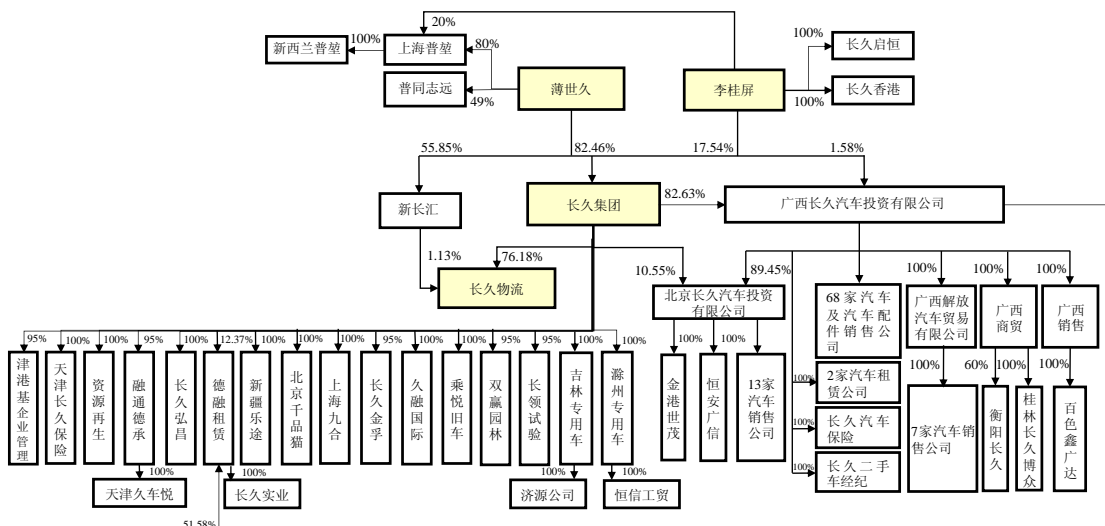 20%
新西兰普堃
100%
上海普堃
80%
100%
长久启恒
普同志远
49%
薄世久
李桂屏
100%
长久香港
55.85%
82.46%
17.54%
1.58%
新长汇
长久集团
82.63%
广西长久汽车投资有限公司
1.13%
76.18%
长久物流
10.55%
89.45%
北京长久汽车投资
有限公司
68家汽车
及汽车配
件销售公
司
100%
广西解放
汽车贸易
有限公司
100%
广西
商贸
100%
广西
销售
95%
100%
100%
95%
100%
12.37%
100%
100%
100%
95%
100%
100%
95%
95%
100%
100%
津港基企业管理
天津长久保险
资源再生
融通德承
长久弘昌
德融租赁
新疆乐途
北京千品猫
上海九合
长久金孚
久融国际
乘悦旧车
双赢园林
长领试验
吉林专用车
滁州专用车
100%
100%
金港世茂
恒安广信
13家
汽车
销售
公司
100%
2家汽车租
赁公司
100%
长久汽车
保险
100%
长久二手
车经纪
100%
7家汽车销
售公司
60%
100%
衡阳长久
桂林长久博众
100%
百色鑫广达
100%
天津久车悦
100%
长久实业
100%
济源公司
100%
恒信工贸
51.58%